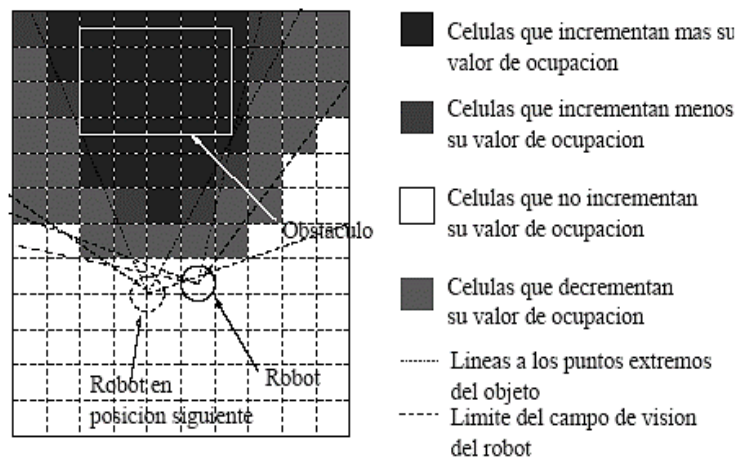 Obstáculo
Robot
Robot en
posicion siguiente
Celulas que incrementan mas su
valor de ocupacion
Celulas que incrementan menos
su valor de ocupacion
Celulas que no incrementan
su valor de ocupacion
Celulas que decrementan
su valor de ocupacion
Lineas a los puntos extremos
del objeto
Limite del campo de vision
del robot